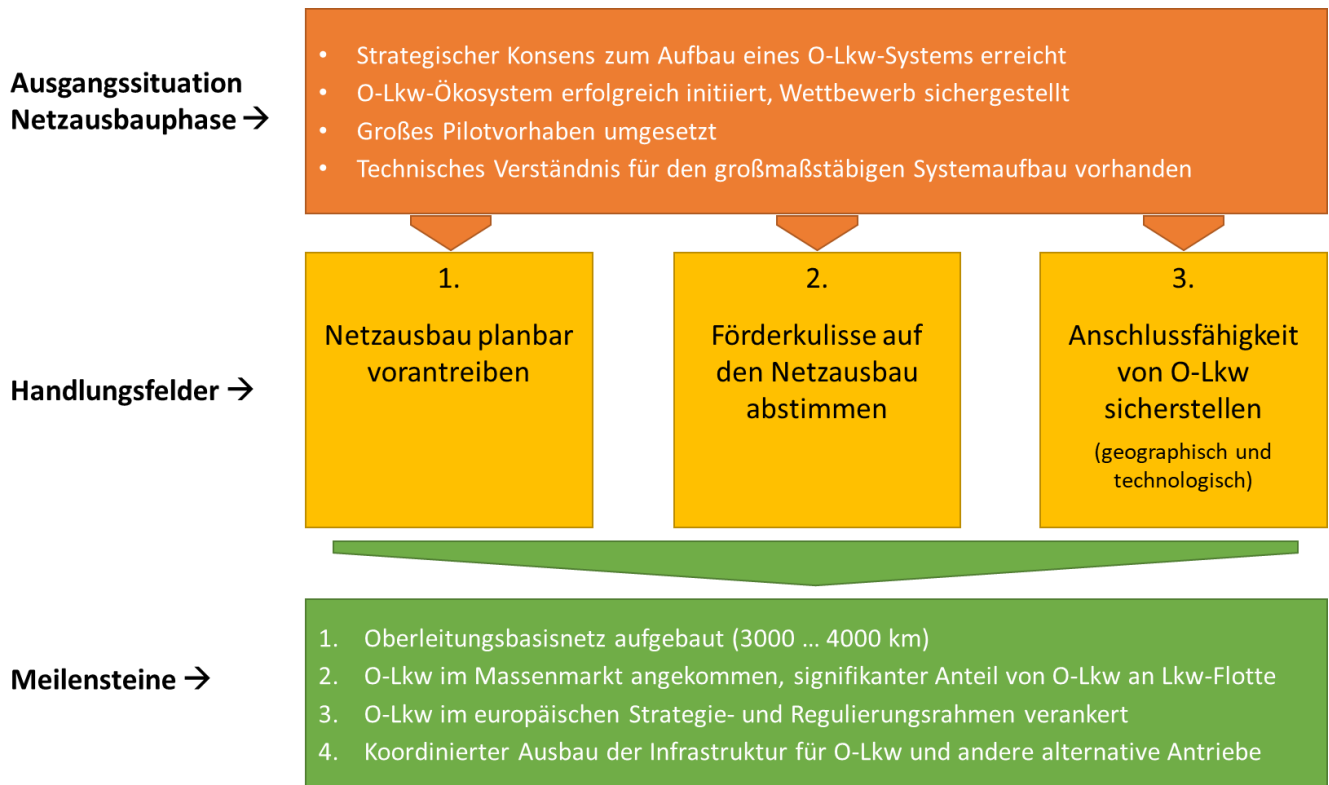 Ausgangssituation
Netzausbauphase →
• Strategischer Konsens zum Aufbau eines O-Lkw-Systems erreicht
• O-Lkw-Ökosystem erfolgreich initiiert, Wettbewerb sichergestellt
• Großes Pilotvorhaben umgesetzt
• Technisches Verständnis für den großmaßstäbigen Systemaufbau vorhanden
Handlungsfelder →
1.
Netzausbau planbar
vorantreiben
2.
Förderkulisse auf
den Netzausbau
abstimmen
3.
Anschlussfähigkeit
von O-Lkw
sicherstellen
(geographisch und
technologisch)
Meilensteine →
1. Oberleitungsbasisnetz aufgebaut (3000 … 4000 km)
2. O-Lkw im Massenmarkt angekommen, signifikanter Anteil von O-Lkw an Lkw-Flotte
3. O-Lkw im europäischen Strategie- und Regulierungsrahmen verankert
4. Koordinierter Ausbau der Infrastruktur für O-Lkw und andere alternative Antriebe